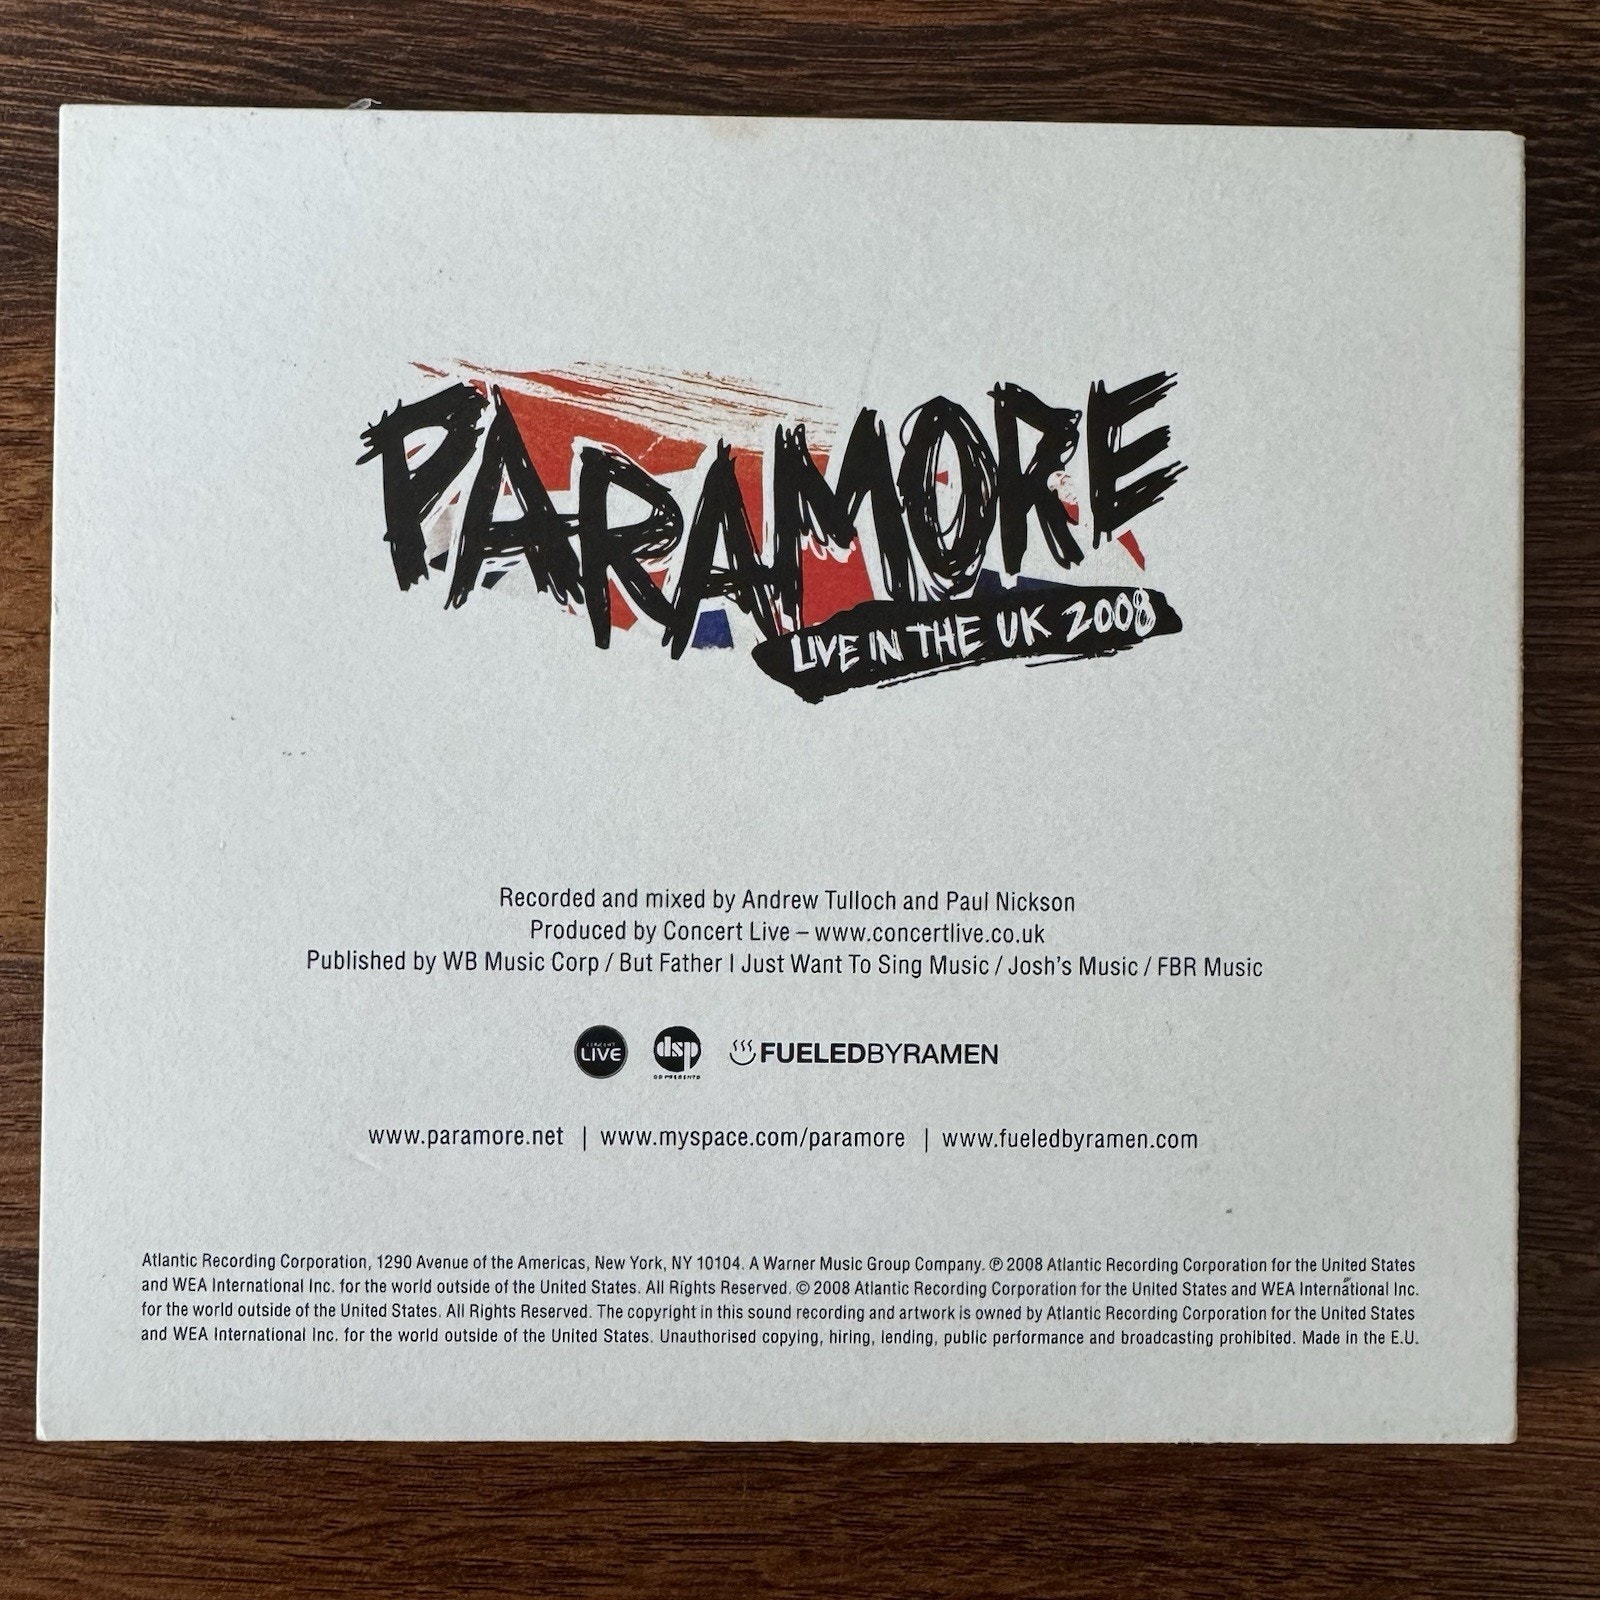 PARAMORE
LIVE IN THE UK 2008
Recorded and mixed by Andrew Tulloch and Paul Nickson
Produced by Concert Live – www.concertlive.co.uk
Published by WB Music Corp / But Father I Just Want To Sing Music / Josh's Music / FBR Music
CONCERT
LIVE
dsp
FUELEDBYRAMEN
www.paramore.net | www.myspace.com/paramore | www.fueledbyramen.com
Atlantic Recording Corporation, 1290 Avenue of the Americas, New York, NY 10104. A Warner Music Group Company. ℗ 2008 Atlantic Recording Corporation for the United States
and WEA International Inc. for the world outside of the United States. All Rights Reserved. © 2008 Atlantic Recording Corporation for the United States and WEA International Inc.
for the world outside of the United States. All Rights Reserved. The copyright in this sound recording and artwork is owned by Atlantic Recording Corporation for the United States
and WEA International Inc. for the world outside of the United States. Unauthorised copying, hiring, lending, public performance and broadcasting prohibited. Made in the E.U.